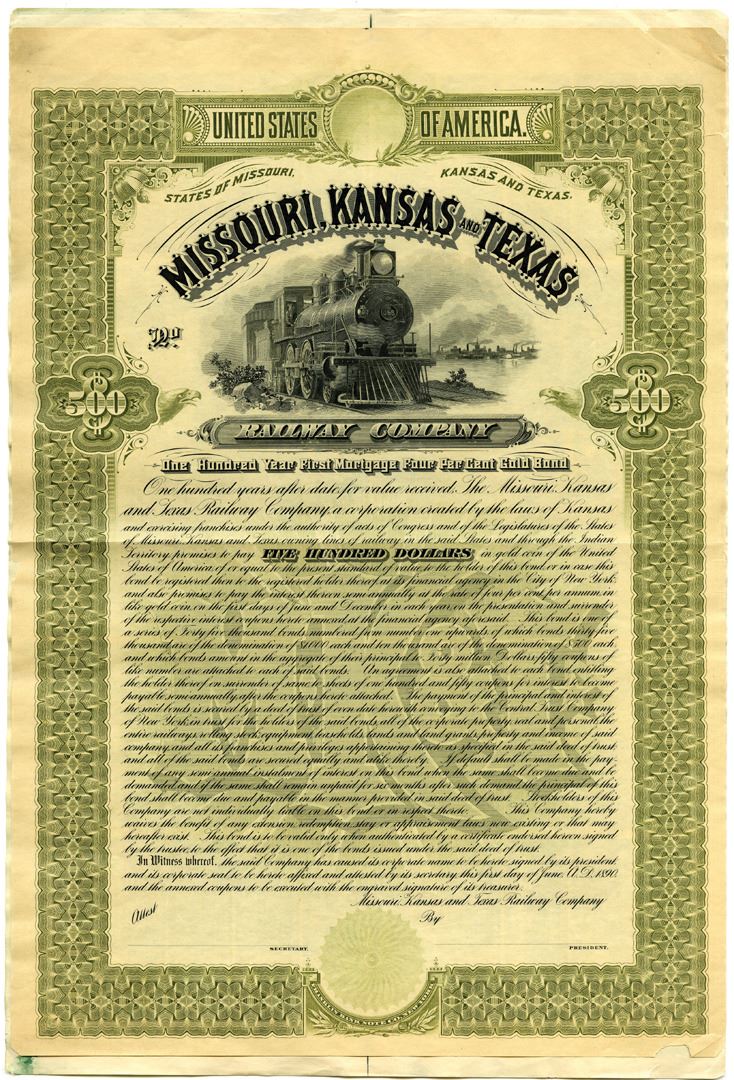 UNITED STATES OF AMERICA.
STATES OF MISSOURI, KANSAS AND TEXAS.
MISSOURI, KANSAS AND TEXAS
No
500 500
RAILWAY COMPANY
One Hundred Year First Mortgage Four Per Cent Gold Bond
One hundred years after date, for value received, The Missouri, Kansas
and Texas Railway Company, a corporation created by the laws of Kansas
and exercising franchises under the authority of acts of Congress and of the Legislatures of the States
of Missouri Kansas and Texas owning lines of railway in the said States and through the Indian
Territory promises to pay FIVE HUNDRED DOLLARS in gold coin of the United
States of America, of or equal to the present standard of value to the holder of this bond, or in case this
bond be registered then to the registered holder thereof at its financial agency in the City of New York
and also promises to pay the interest thereon semi-annually at the rate of four per cent per annum, in
like gold coin, on the first days of June and December in each year, on the presentation and surrender
of the respective interest coupons hereto annexed, at the financial agency aforesaid. This bond is one of
a series of Forty five thousand bonds, numbered from number one upwards, of which bonds thirty five
thousand are of the denomination of $1000 each and ten thousand are of the denomination of $500 each
and which bonds amount in the aggregate of their principal to Forty million Dollars, fifty coupons of
like number are attached to each of said bonds. An agreement is also attached to each bond entitling
the holder thereof on surrender of same to sheets of one hundred and fifty coupons for interest to become
payable semi-annually after the coupons hereto attached. The payment of the principal and interest of
the said bonds is secured by a deed of trust of even date herewith conveying to the Central Trust Company
of New York, in trust for the holders of the said bonds, all of the corporate property, real and personal, the
entire railways, rolling stock, equipment, leaseholds, lands and land grants, property and income of said
company and all its franchises and privileges appertaining thereto as specified in the said deed of trust,
and all of the said bonds are secured equally and alike thereby. If default shall be made in the pay-
ment of any semi annual instalment of interest on this bond when the same shall become due and be
demanded and if the same shall remain unpaid for six months after such demand the principal of this
bond shall become due and payable in the manner provided in said deed of trust. Stockholders of this
Company are not individually liable on this bond or in respect thereto. This Company hereby
waives the benefit of any extension, redemption, stay or appraisement laws now existing or that may
hereafter exist. This bond is to be valid only when authenticated by a certificate endorsed hereon signed
by the trustee, to the effect that it is one of the bonds issued under the said deed of trust.
In Witness whereof, the said Company has caused its corporate name to be hereto signed by its president
and its corporate seal to be hereto affixed and attested by its secretary this first day of June, A.D. 1890,
and the annexed coupons to be executed with the engraved signature of its treasurer.
Missouri, Kansas and Texas Railway Company
Attest By
SECRETARY. PRESIDENT.